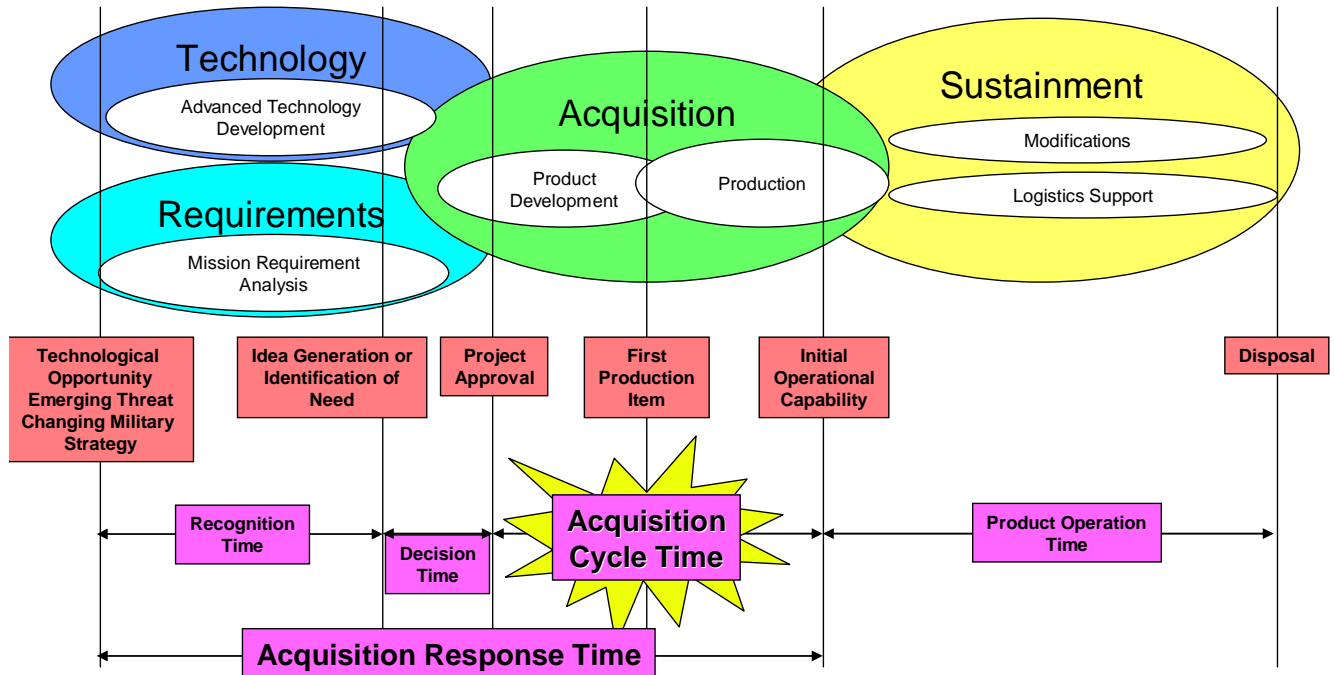 Technology
Advanced Technology
Development
Requirements
Mission Requirement
Analysis
Acquisition
Product
Development
Production
Sustainment
Modifications
Logistics Support
Technological
Opportunity
Emerging Threat
Changing Military
Strategy
Idea Generation or
Identification of
Need
Project
Approval
First
Production
Item
Initial
Operational
Capability
Disposal
Recognition
Time
Decision
Time
Acquisition
Cycle Time
Product Operation
Time
Acquisition Response Time